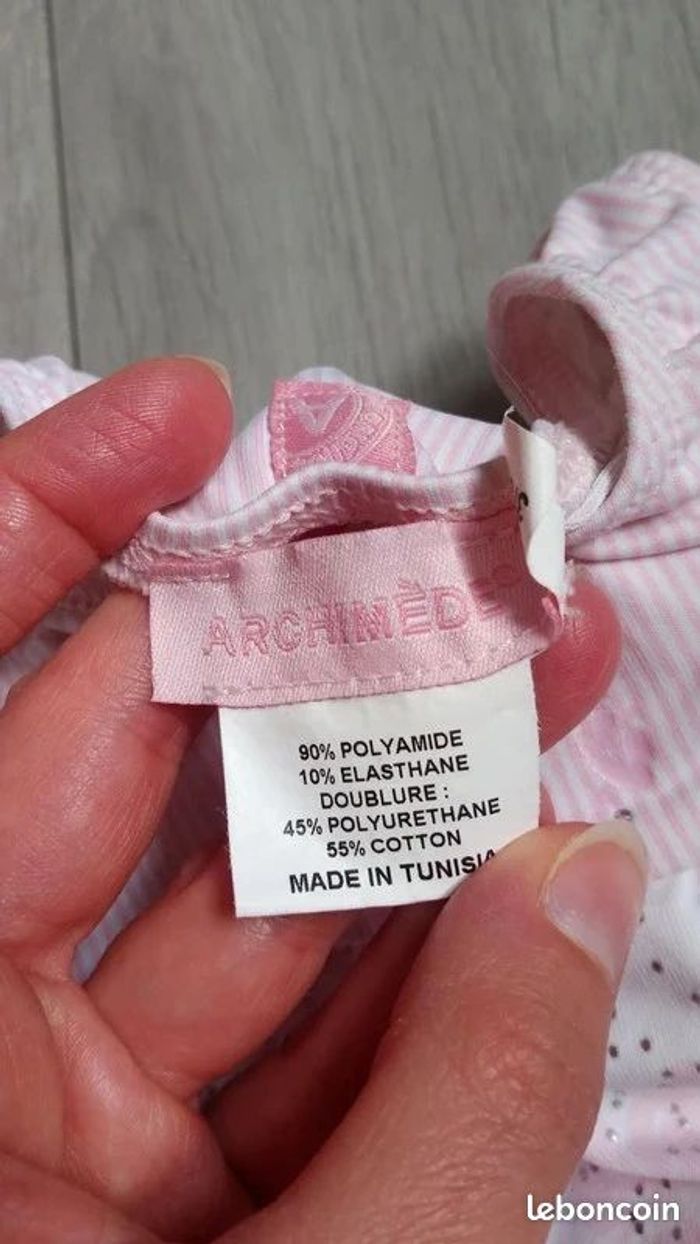 ARCHIMÈDE
90% POLYAMIDE
10% ELASTHANE
DOUBLURE :
45% POLYURETHANE
55% COTTON
MADE IN TUNISIA
leboncoin